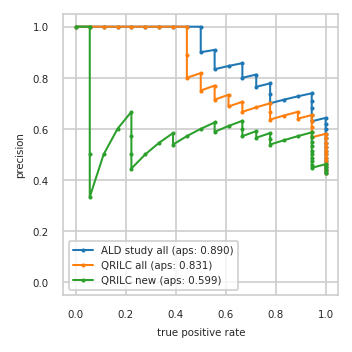 1.0
0.8
0.6
0.4
0.2
0.0
precision
ALD study all (aps: 0.890)
QRILC all (aps: 0.831)
QRILC new (aps: 0.599)
0.0 0.2 0.4 0.6 0.8 1.0
true positive rate